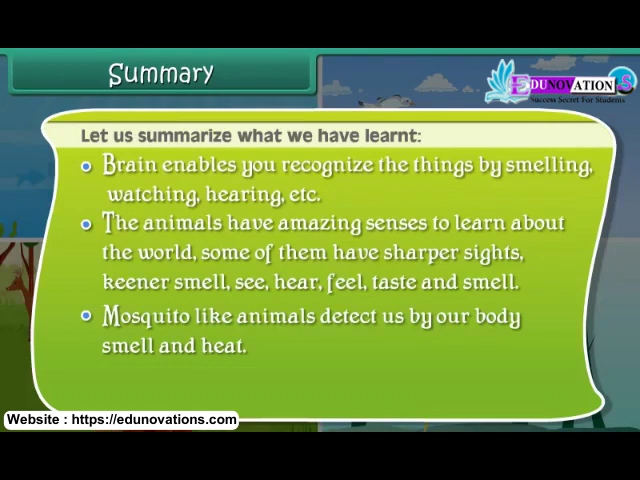 Summary
EDUNOVATIONS
Success Secret For Students
Let us summarize what we have learnt:
Brain enables you recognize the things by smelling,
watching, hearing, etc.
The animals have amazing senses to learn about
the world, some of them have sharper sights,
keener smell, see, hear, feel, taste and smell.
Mosquito like animals detect us by our body
smell and heat.
Website : https://edunovations.com